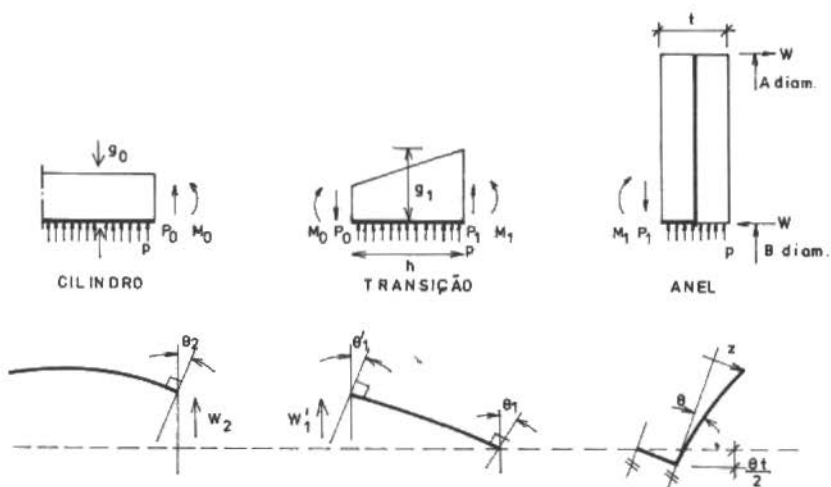 t
W
A diam.
g0
g1
P0 M0
M0 P0
P1 M1
M1 P1
W
p
p
p
B diam.
h
CILINDRO
TRANSIÇÃO
ANEL
θ2
W2
θ'1
W'1
θ1
z
θ
θt
2